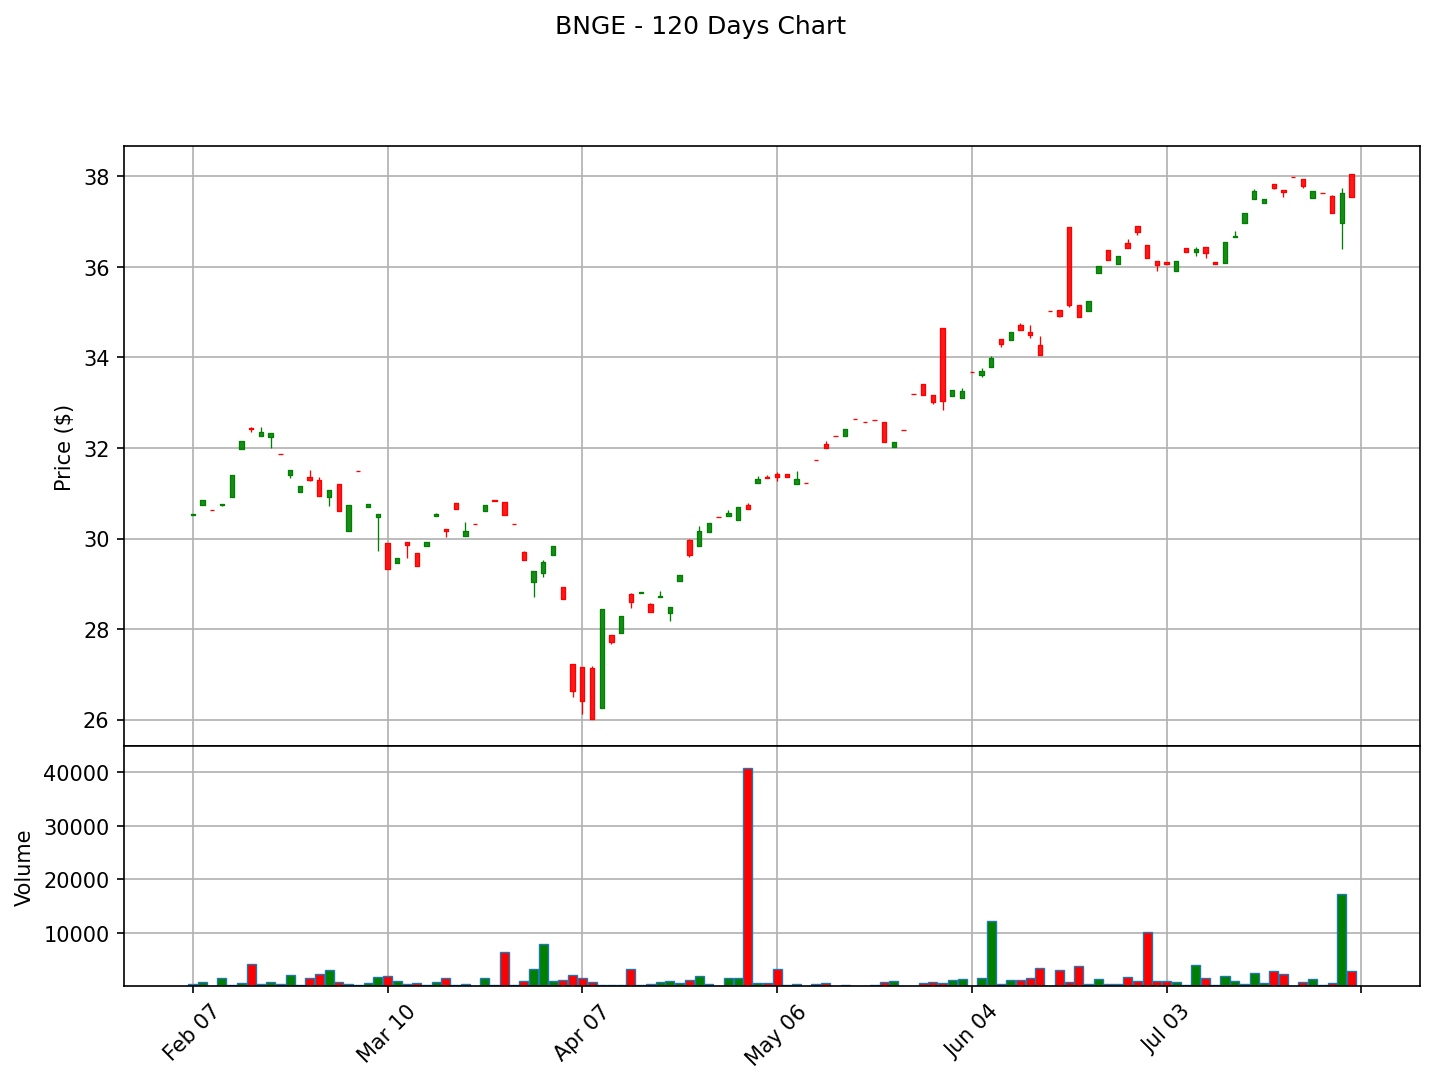 BNGE - 120 Days Chart
Price ($)
38
36
34
32
30
28
26
Volume
40000
30000
20000
10000
Feb 07
Mar 10
Apr 07
May 06
Jun 04
Jul 03